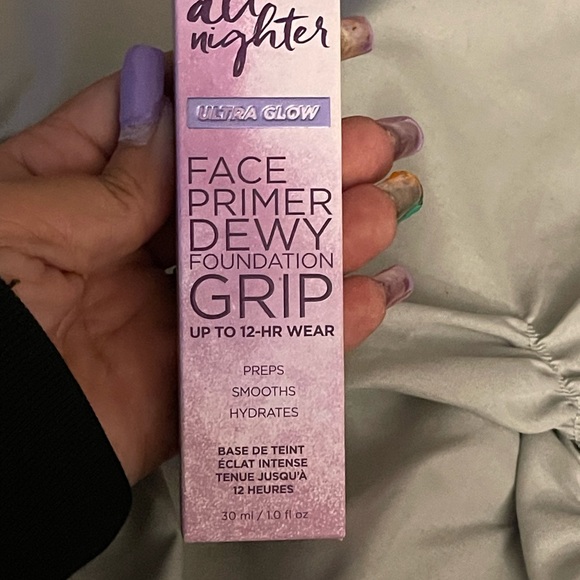 all
nighter
ULTRA GLOW
FACE
PRIMER
DEWY
FOUNDATION
GRIP
UP TO 12-HR WEAR
PREPS
SMOOTHS
HYDRATES
BASE DE TEINT
ÉCLAT INTENSE
TENUE JUSQU'À
12 HEURES
30 ml / 1.0 fl oz